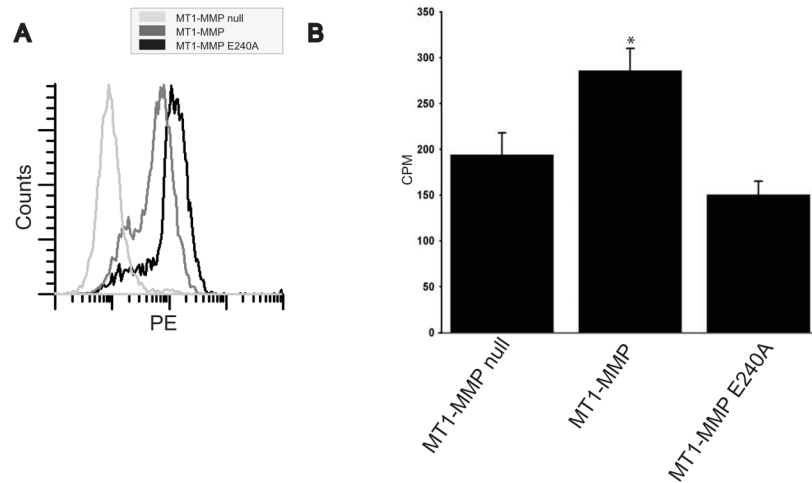 A
MT1-MMP null
MT1-MMP
MT1-MMP E240A
Counts
PE
B
350
300
250
200
150
100
50
0
CPM
*
MT1-MMP null
MT1-MMP
MT1-MMP E240A